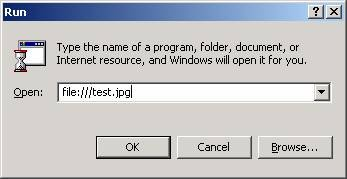 Run
Type the name of a program, folder, document, or
Internet resource, and Windows will open it for you.
Open: file:///test.jpg
OK Cancel Browse...